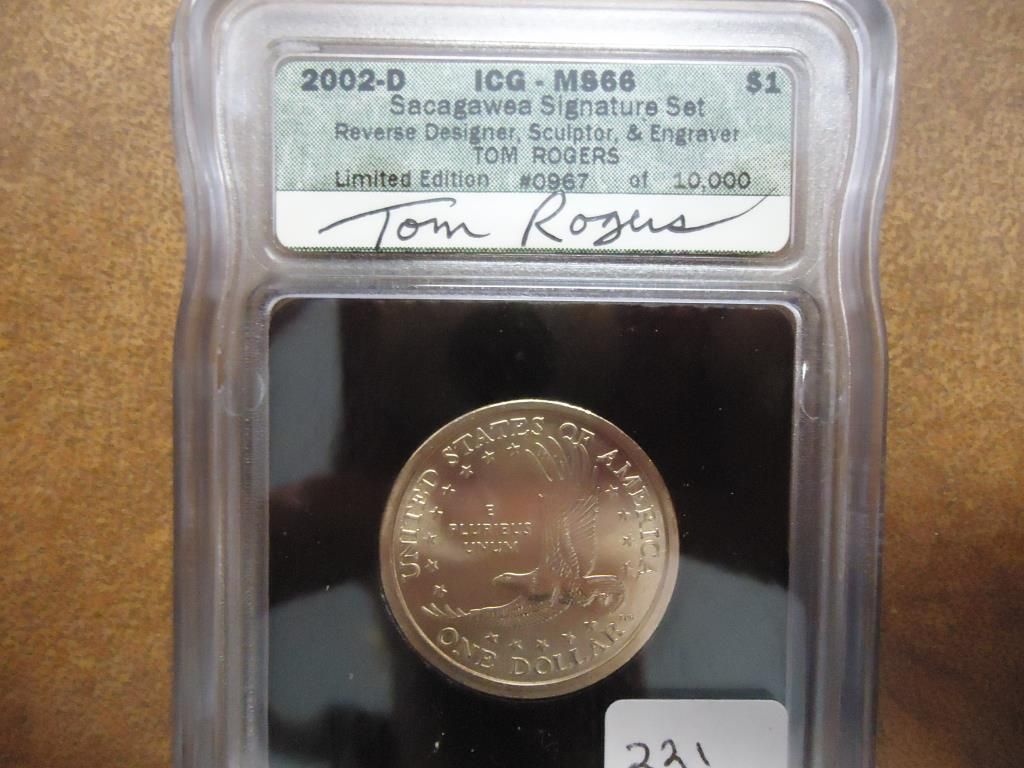 2002-D ICG - MS66 $1
Sacagawea Signature Set
Reverse Designer, Sculptor, & Engraver
TOM ROGERS
Limited Edition #0967 of 10,000
Tom Rogers
UNITED STATES OF AMERICA
E
PLURIBUS
UNUM
ONE DOLLAR
221